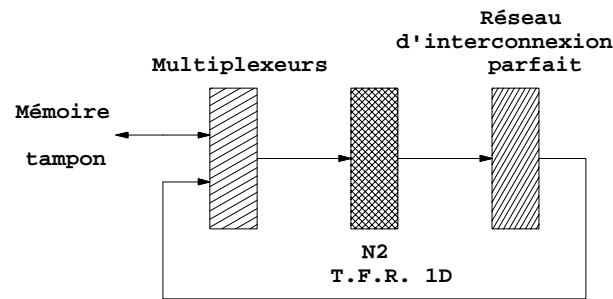 Réseau
d'interconnexion
parfait
Multiplexeurs
Mémoire
tampon
N2
T.F.R. 1D